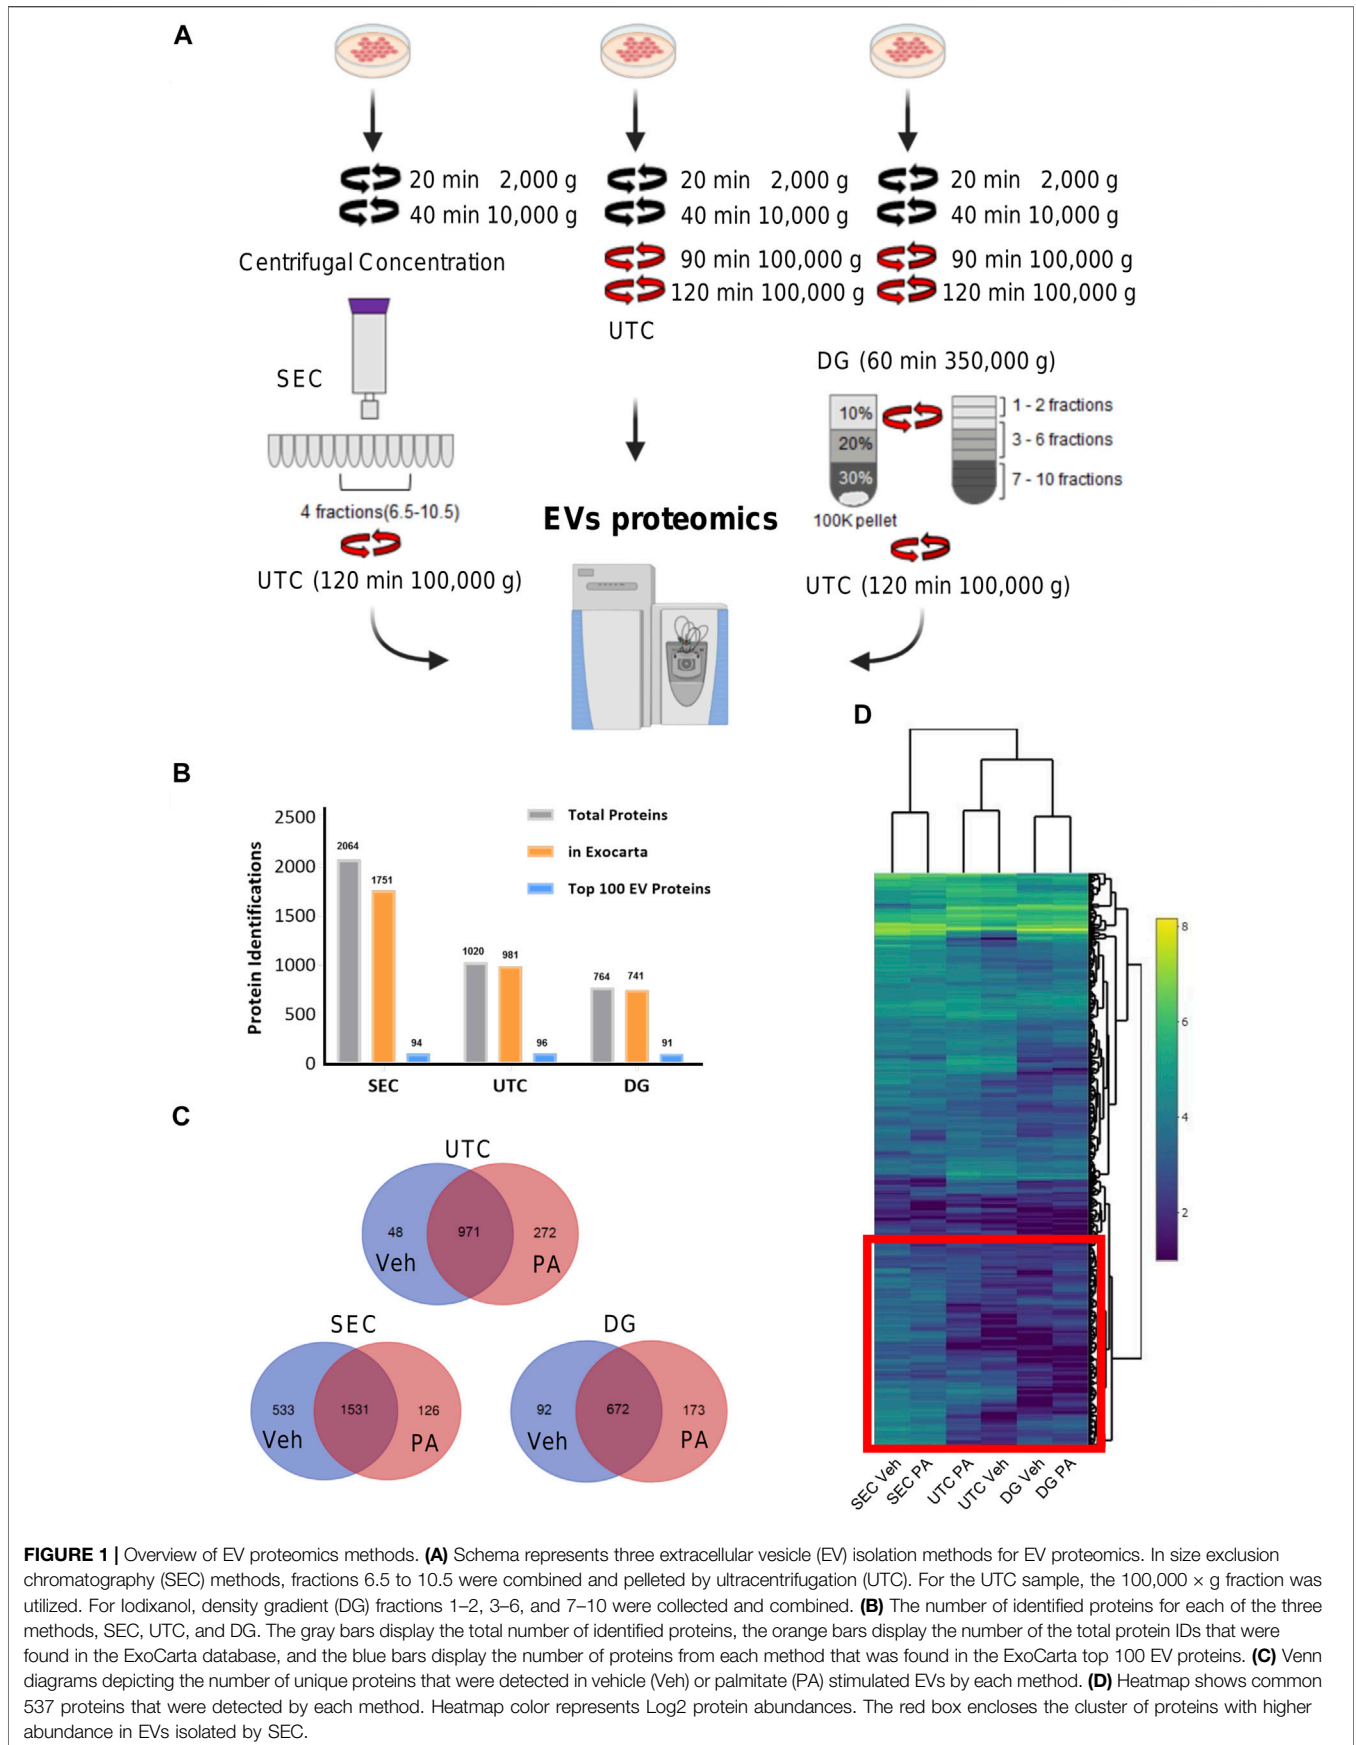 A
20 min 2,000 g
40 min 10,000 g
Centrifugal Concentration
SEC
4 fractions(6.5-10.5)
UTC (120 min 100,000 g)
20 min 2,000 g
40 min 10,000 g
90 min 100,000 g
120 min 100,000 g
UTC
EVs proteomics
20 min 2,000 g
40 min 10,000 g
90 min 100,000 g
120 min 100,000 g
DG (60 min 350,000 g)
10%
20%
30%
100K pellet
1 - 2 fractions
3 - 6 fractions
7 - 10 fractions
UTC (120 min 100,000 g)
B
Protein Identifications
2500
2000
1500
1000
500
0
Total Proteins
in Exocarta
Top 100 EV Proteins
2064
1751
94
1020
981
96
764
741
91
SEC
UTC
DG
C
UTC
48
971
272
Veh
PA
SEC
533
1531
126
Veh
PA
DG
92
672
173
Veh
PA
D
8
6
4
2
SEC Veh
SEC PA
UTC PA
UTC Veh
DG Veh
DG PA
FIGURE 1 | Overview of EV proteomics methods. (A) Schema represents three extracellular vesicle (EV) isolation methods for EV proteomics. In size exclusion
chromatography (SEC) methods, fractions 6.5 to 10.5 were combined and pelleted by ultracentrifugation (UTC). For the UTC sample, the 100,000 × g fraction was
utilized. For Iodixanol, density gradient (DG) fractions 1–2, 3–6, and 7–10 were collected and combined. (B) The number of identified proteins for each of the three
methods, SEC, UTC, and DG. The gray bars display the total number of identified proteins, the orange bars display the number of the total protein IDs that were
found in the ExoCarta database, and the blue bars display the number of proteins from each method that was found in the ExoCarta top 100 EV proteins. (C) Venn
diagrams depicting the number of unique proteins that were detected in vehicle (Veh) or palmitate (PA) stimulated EVs by each method. (D) Heatmap shows common
537 proteins that were detected by each method. Heatmap color represents Log2 protein abundances. The red box encloses the cluster of proteins with higher
abundance in EVs isolated by SEC.